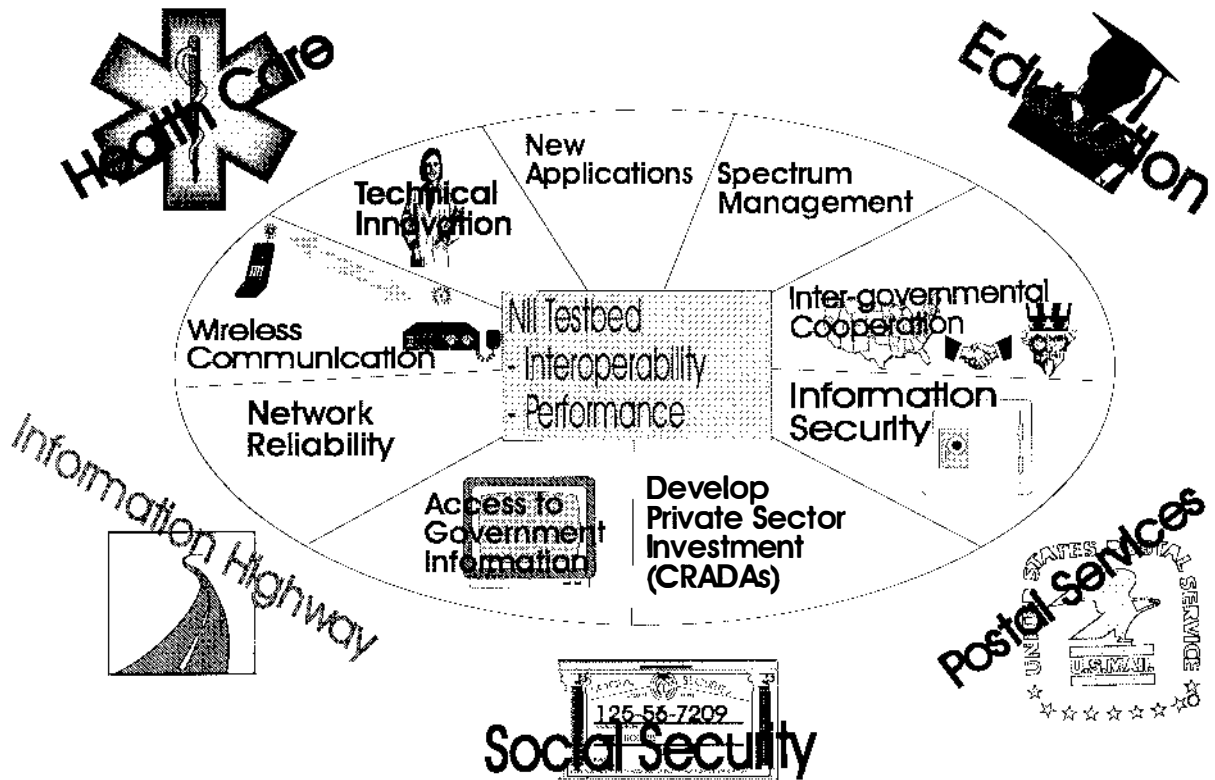 Health Care
Education
New
Applications
Spectrum
Management
Technical
Innovation
Wireless
Communication
NII Testbed
- Interoperability
- Performance
Inter-governmental
Cooperation
Network
Reliability
Information
Security
Access to
Government
Information
Develop
Private Sector
Investment
(CRADAs)
Information Highway
Postal Services
UNITED STATES POSTAL SERVICE
U.S.MAIL
SOCIAL SECURITY
125-56-7209
Social Security